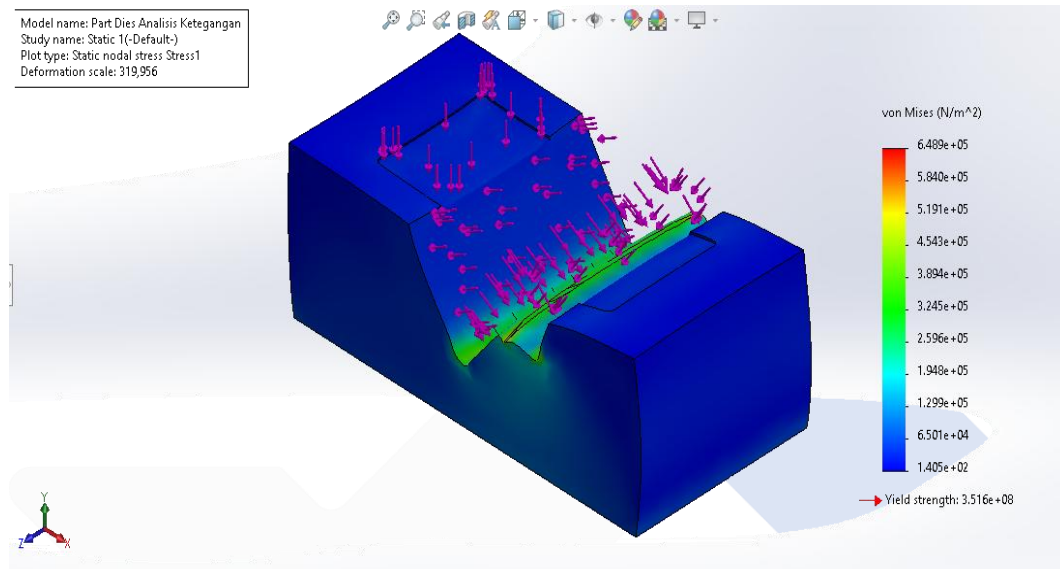 Model name: Part Dies Analisis Ketegangan
Study name: Static 1(-Default-)
Plot type: Static nodal stress Stress1
Deformation scale: 319,956
von Mises (N/m^2)
6.489e+05
5.840e+05
5.191e+05
4.543e+05
3.894e+05
3.245e+05
2.596e+05
1.948e+05
1.299e+05
6.501e+04
1.405e+02
Yield strength: 3.516e+08
Y
Z
X